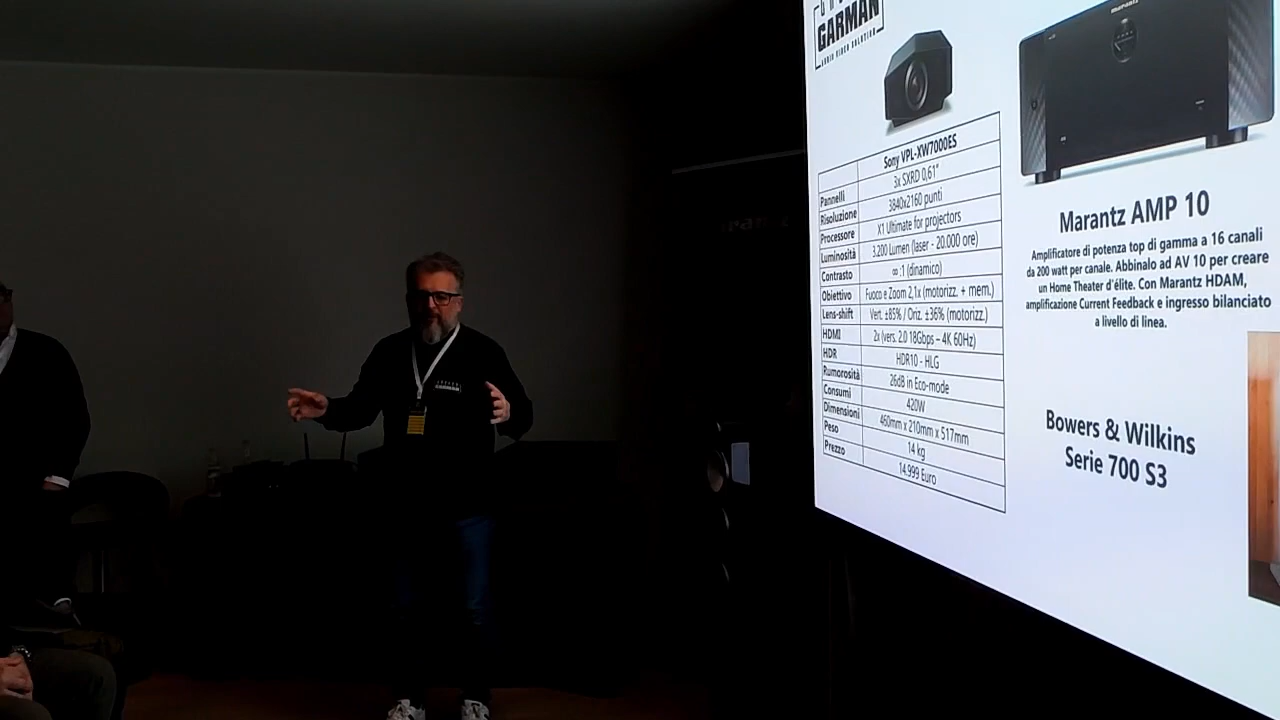 GARMAN
AUDIO VIDEO SOLUTION
Sony VPL-XW7000ES
Pannelli 3x SXRD 0,61"
Risoluzione 3840x2160 punti
Processore X1 Ultimate for projectors
Luminosità 3.200 Lumen (laser - 20.000 ore)
Contrasto ∞ :1 (dinamico)
Obiettivo Fuoco e Zoom 2,1x (motorizz. + mem.)
Lens-shift Vert. ±85% / Oriz. ±36% (motorizz.)
HDMI 2x (vers. 2.0 18Gbps – 4K 60Hz)
HDR HDR10 - HLG
Rumorosità 26dB in Eco-mode
Consumi 420W
Dimensioni 460mm x 210mm x 517mm
Peso 14 kg
Prezzo 14.999 Euro
marantz
Marantz AMP 10
Amplificatore di potenza top di gamma a 16 canali
da 200 watt per canale. Abbinalo ad AV 10 per creare
un Home Theater d'élite. Con Marantz HDAM,
amplificazione Current Feedback e ingresso bilanciato
a livello di linea.
Bowers & Wilkins
Serie 700 S3
GARMAN